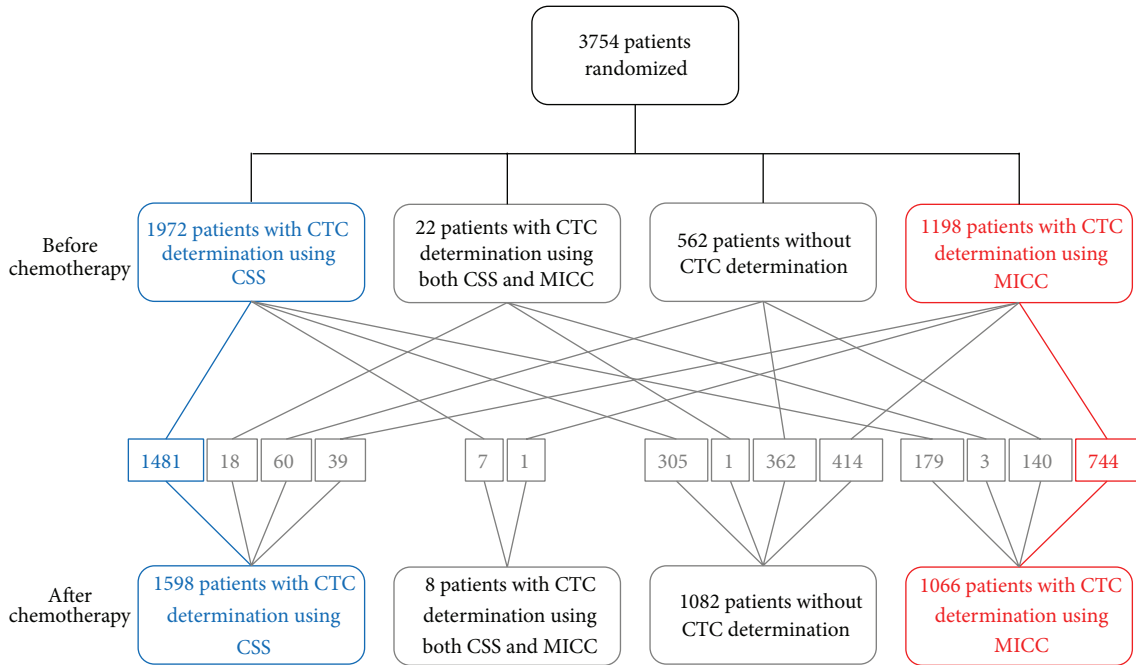 3754 patients
randomized
Before
chemotherapy
1972 patients with CTC
determination using
CSS
22 patients with CTC
determination using
both CSS and MICC
562 patients without
CTC determination
1198 patients with CTC
determination using
MICC
1481
18
60
39
7
1
305
1
362
414
179
3
140
744
After
chemotherapy
1598 patients with CTC
determination using
CSS
8 patients with CTC
determination using
both CSS and MICC
1082 patients without
CTC determination
1066 patients with CTC
determination using
MICC